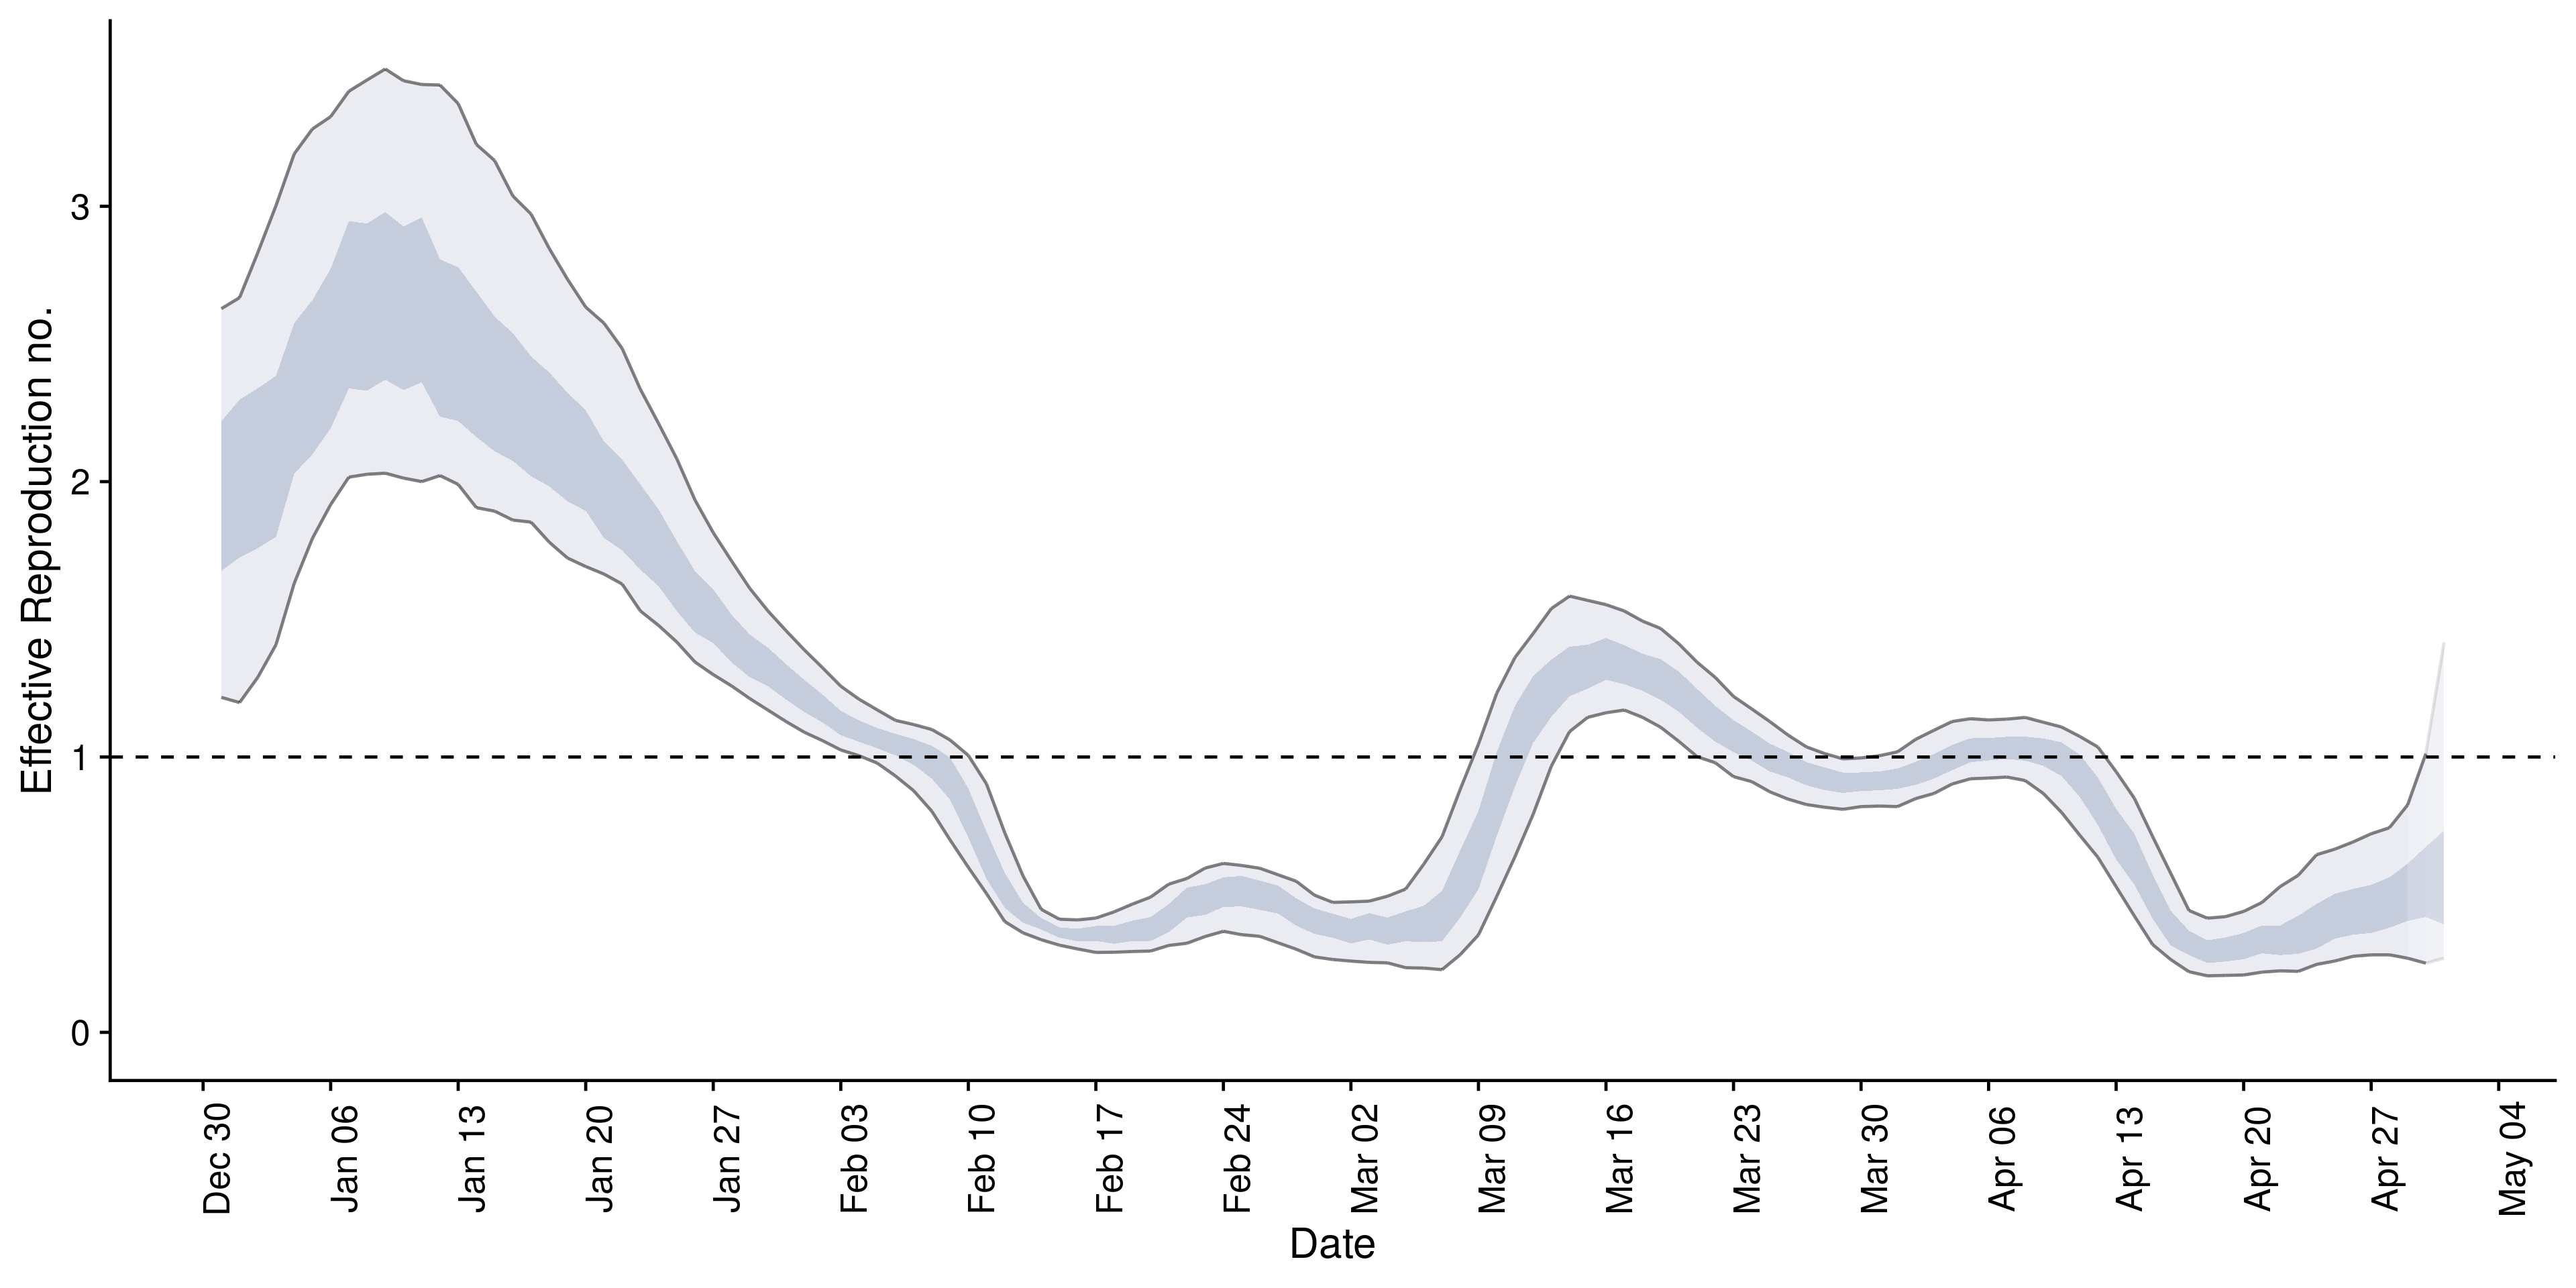 Effective Reproduction no.
3
2
1
0
Dec 30
Jan 06
Jan 13
Jan 20
Jan 27
Feb 03
Feb 10
Feb 17
Feb 24
Mar 02
Mar 09
Mar 16
Mar 23
Mar 30
Apr 06
Apr 13
Apr 20
Apr 27
May 04
Date